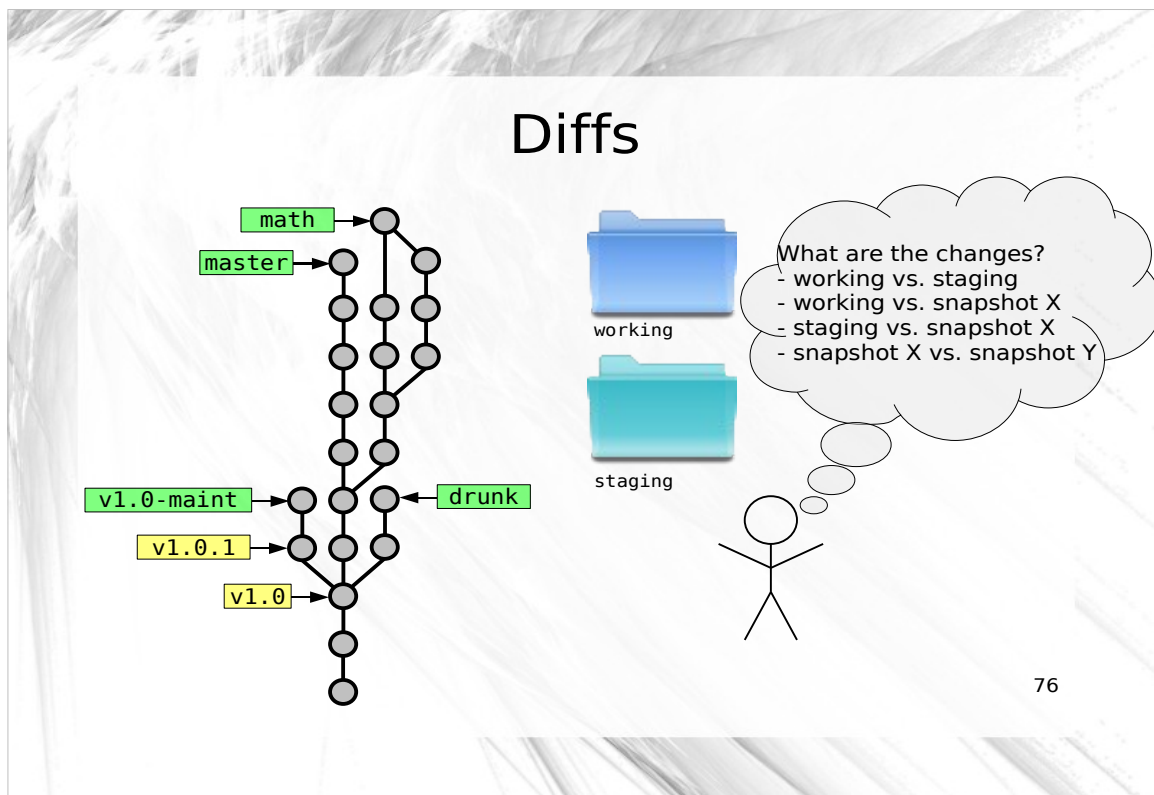 Diffs
math
master
v1.0-maint
drunk
v1.0.1
v1.0
working
staging
What are the changes?
- working vs. staging
- working vs. snapshot X
- staging vs. snapshot X
- snapshot X vs. snapshot Y
76